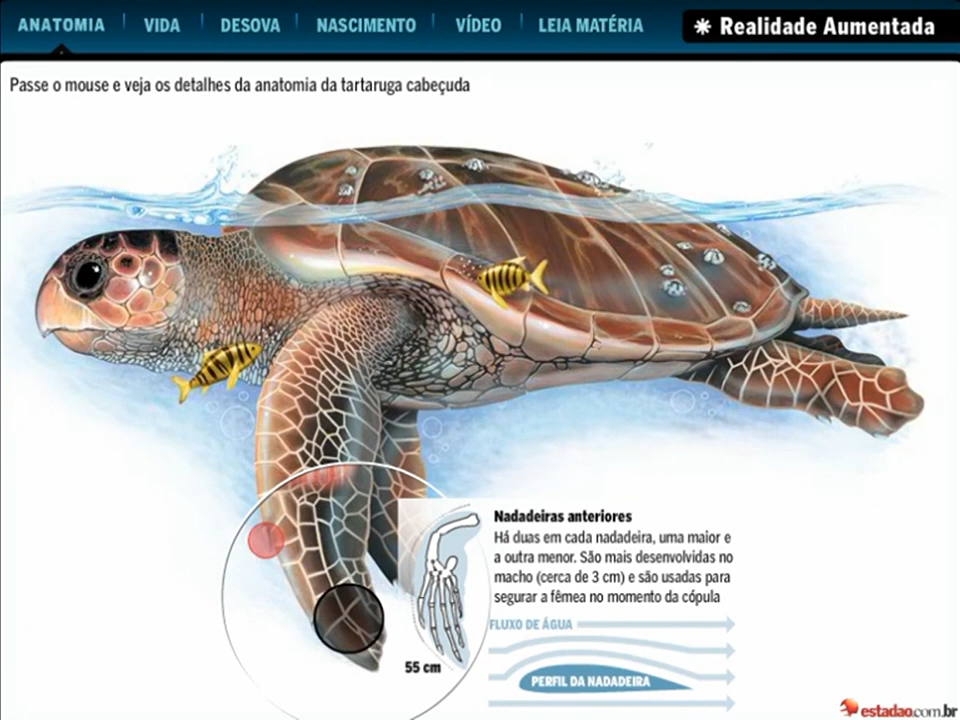 ANATOMIA VIDA DESOVA NASCIMENTO VÍDEO LEIA MATÉRIA * Realidade Aumentada
Passe o mouse e veja os detalhes da anatomia da tartaruga cabeçuda
Nadadeiras anteriores
Há duas em cada nadadeira, uma maior e
a outra menor. São mais desenvolvidas no
macho (cerca de 3 cm) e são usadas para
segurar a fêmea no momento da cópula
FLUXO DE ÁGUA
55 cm
PERFIL DA NADADEIRA
estadao.com.br